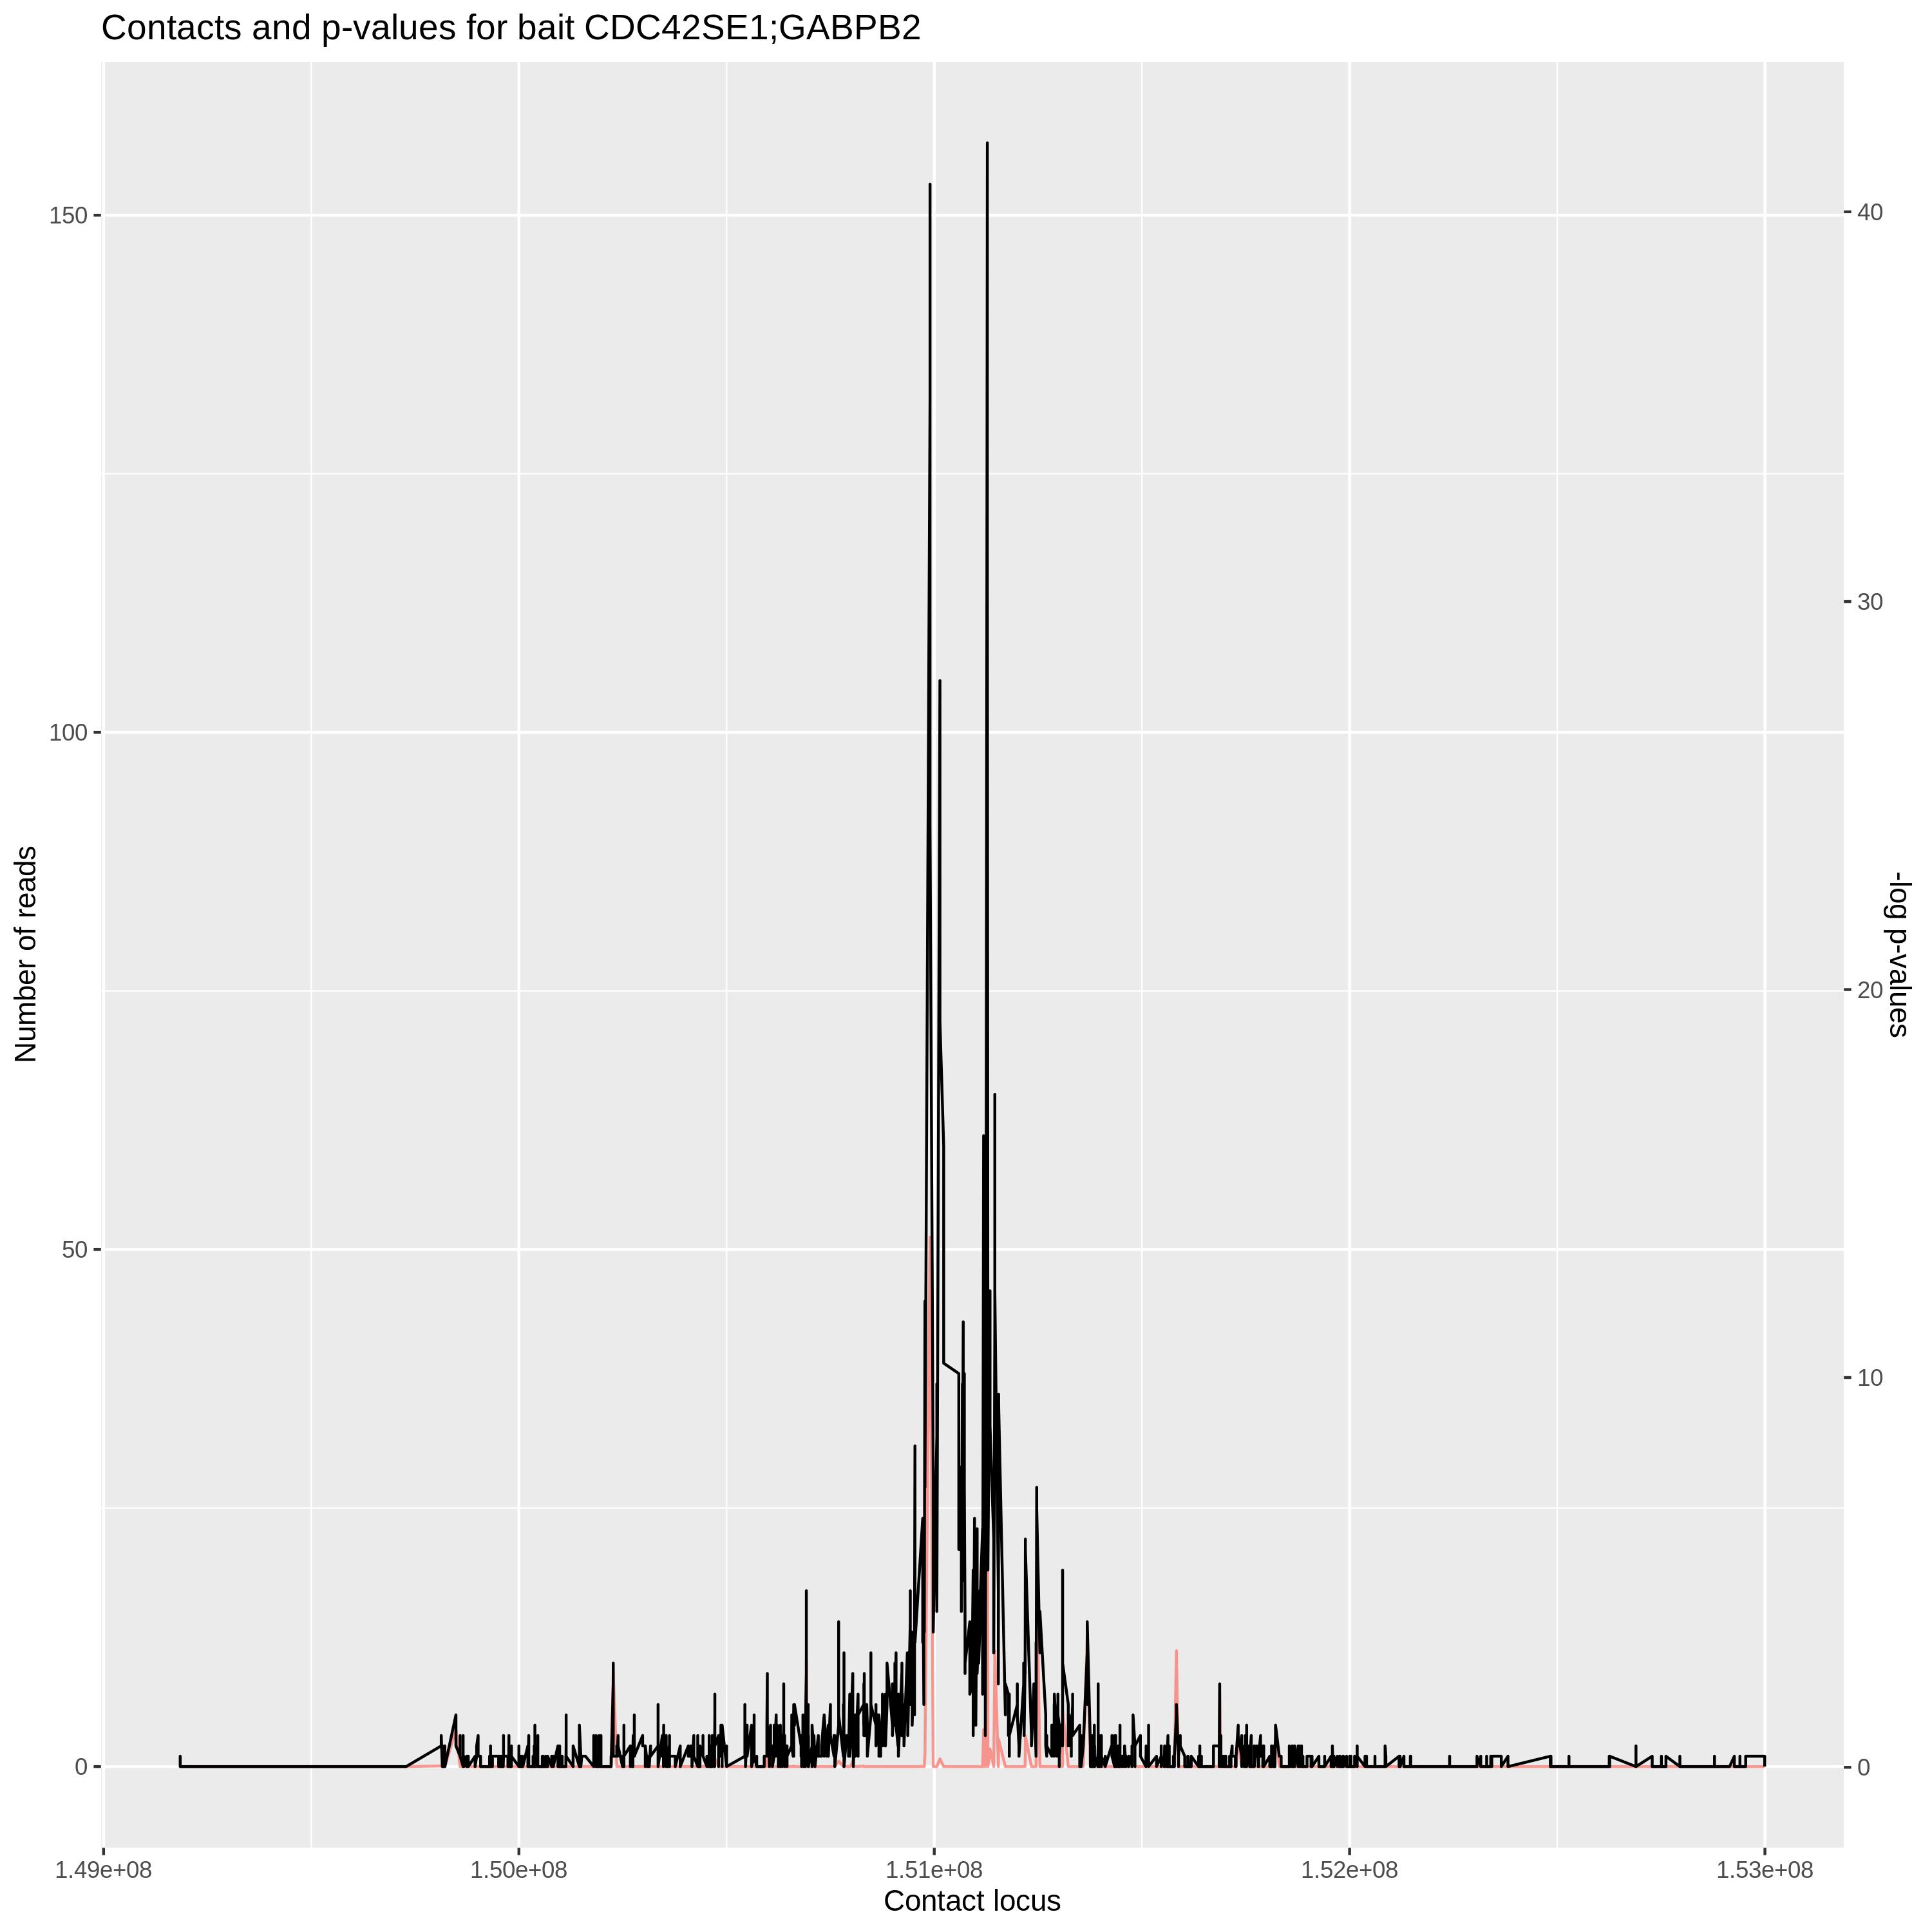 Contacts and p-values for bait CDC42SE1;GABPB2
150
100
50
0
Number of reads
40
30
20
10
0
-log p-values
1.49e+08 1.50e+08 1.51e+08 1.52e+08 1.53e+08
Contact locus